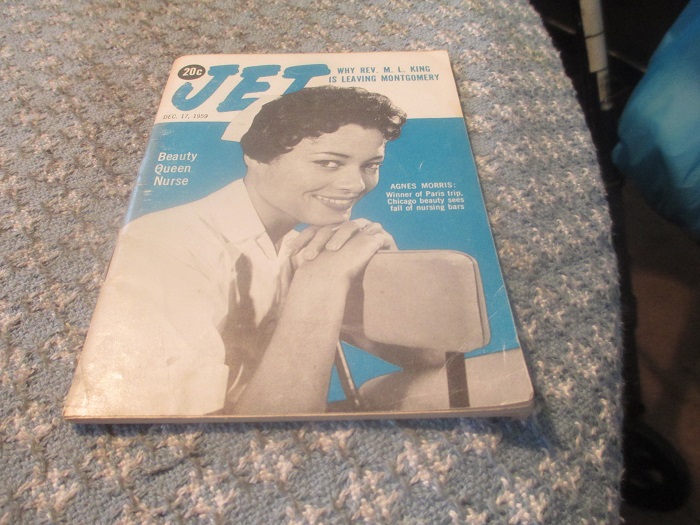 20c
JET
WHY REV. M. L. KING
IS LEAVING MONTGOMERY
DEC. 17, 1959
Beauty
Queen
Nurse
AGNES MORRIS:
Winner of Paris trip,
Chicago beauty sees
fall of nursing bars